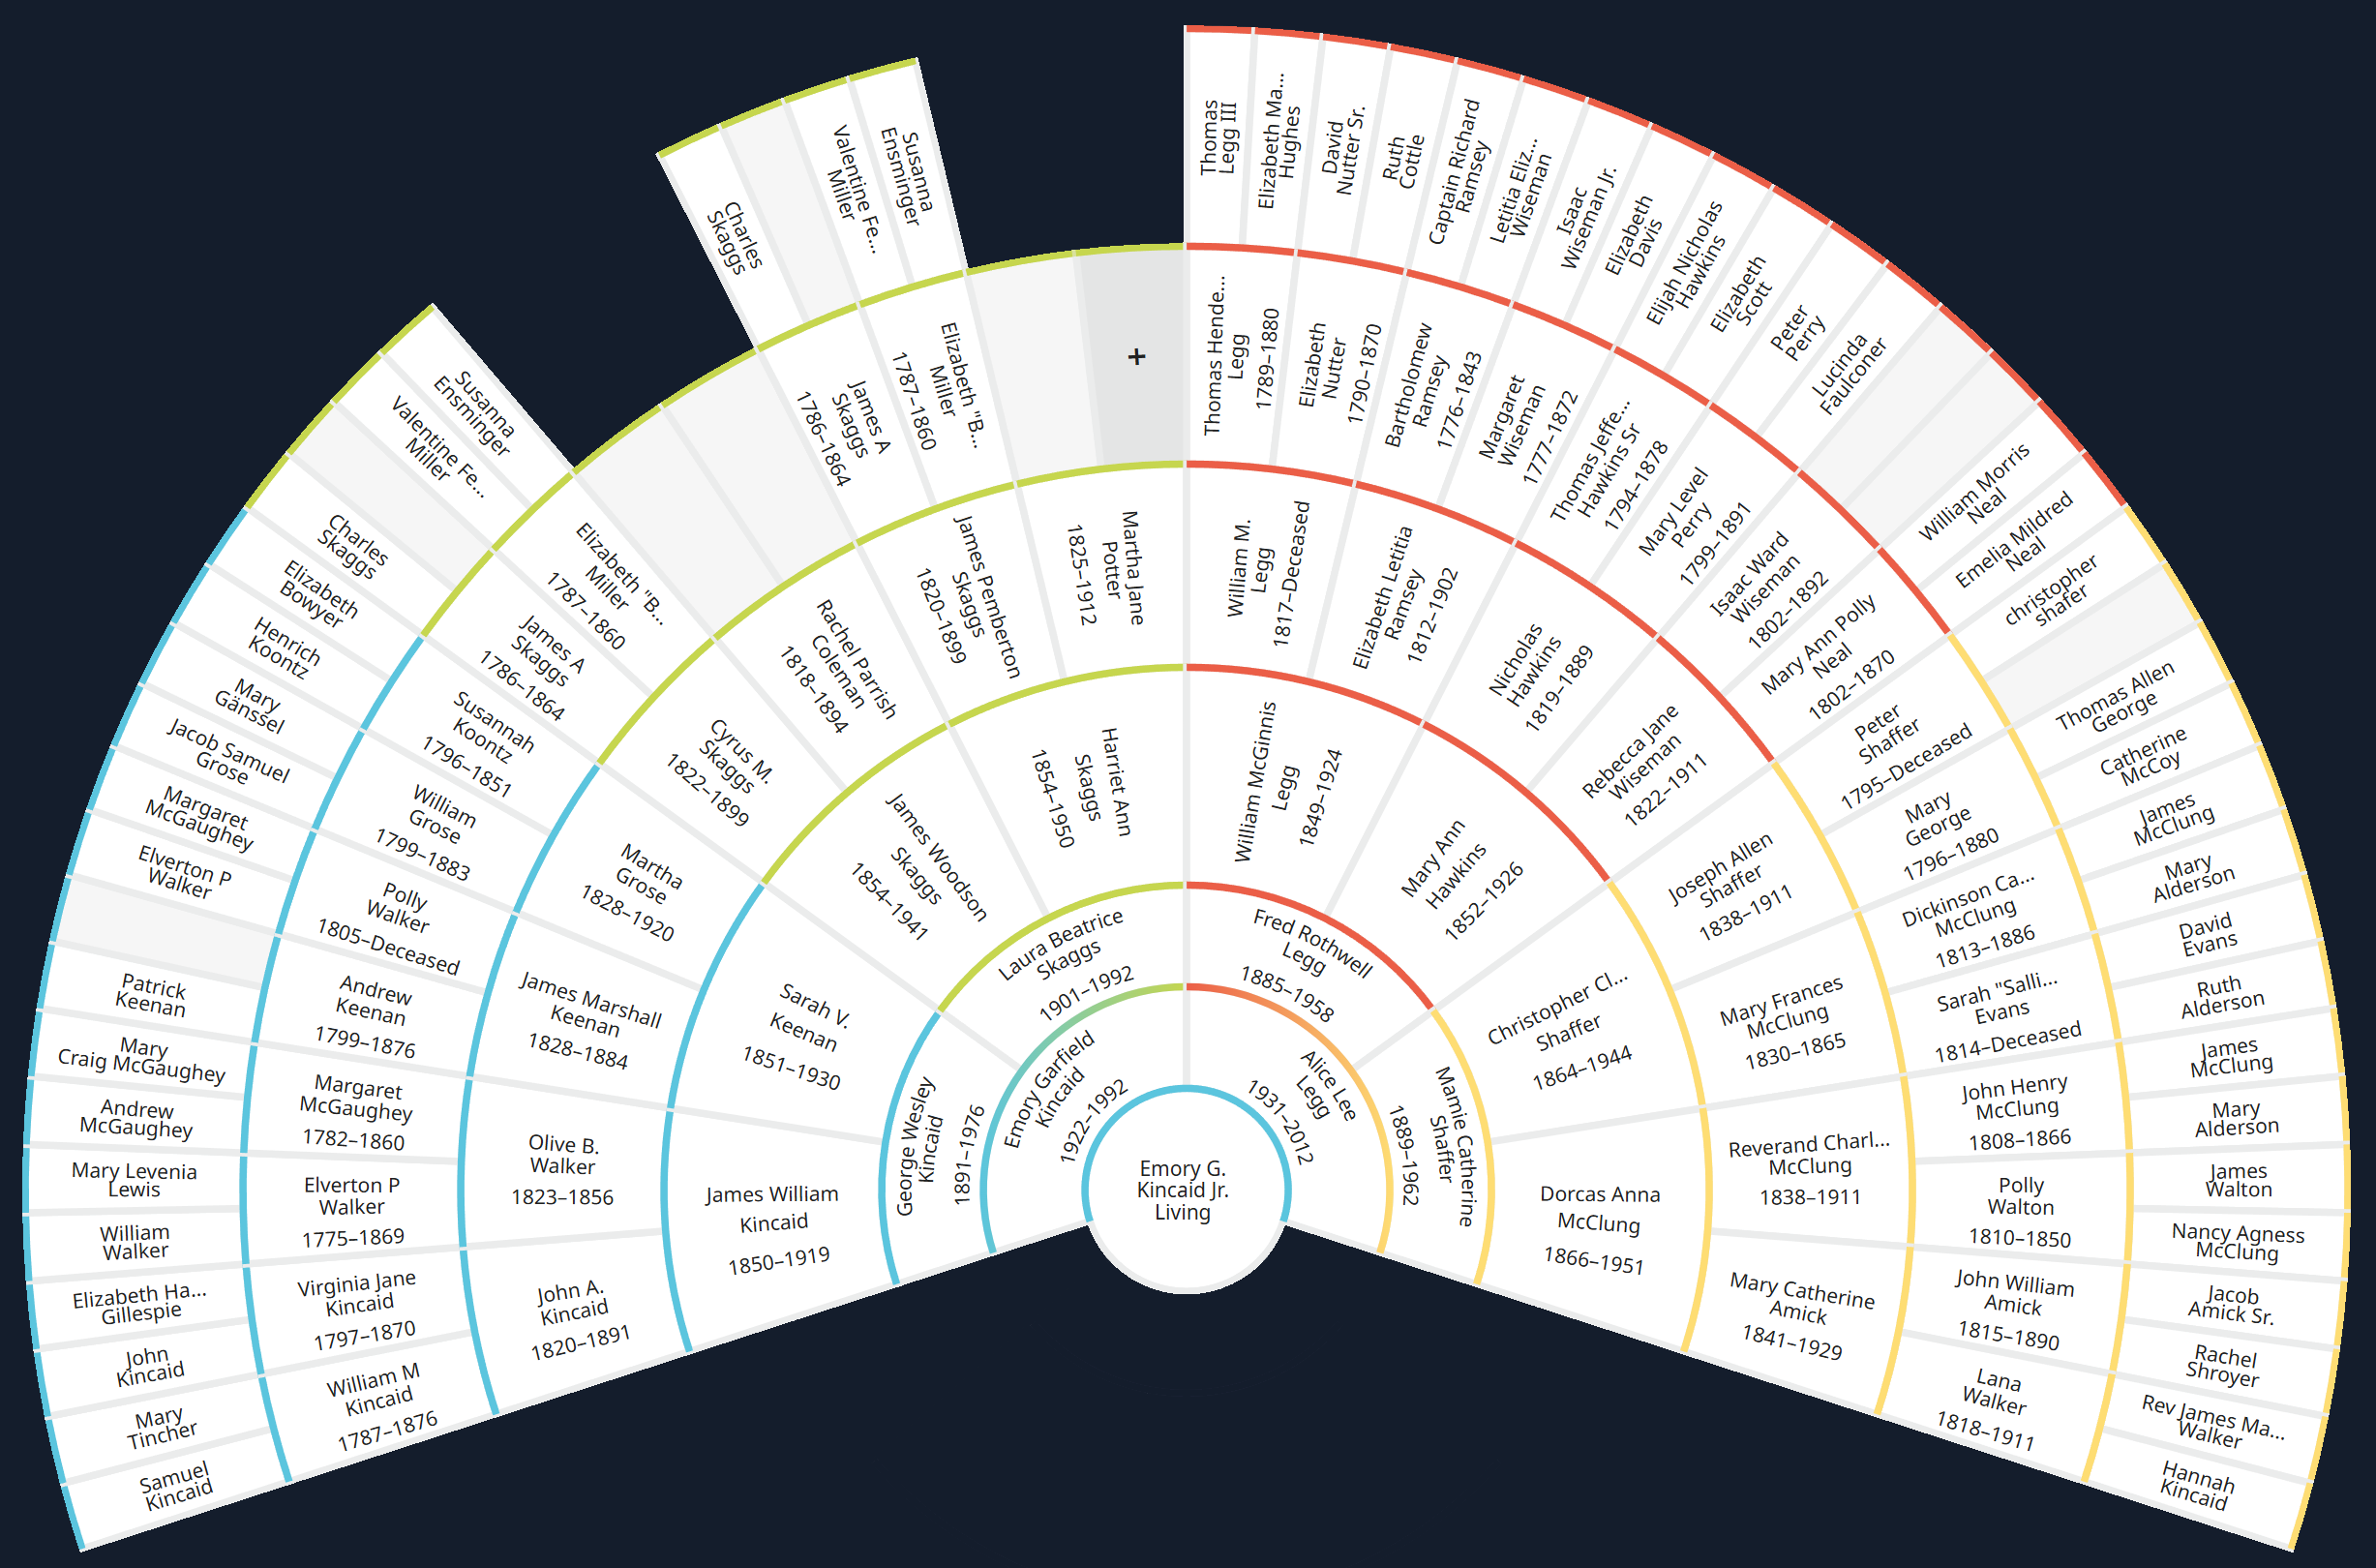 Emory G.
Kincaid Jr.
Living
Emory Garfield
Kincaid
1922–1992
Alice Lee
Legg
1931–2012
George Wesley
Kincaid
1891–1976
Laura Beatrice
Skaggs
1901–1992
Fred Rothwell
Legg
1885–1958
Mamie Catherine
Shaffer
1889–1962
James William
Kincaid
1850–1919
Sarah V.
Keenan
1851–1930
James Woodson
Skaggs
1854–1941
Harriet Ann
Skaggs
1854–1950
William McGinnis
Legg
1849–1924
Mary Ann
Hawkins
1852–1926
Christopher Cl...
Shaffer
1864–1944
Dorcas Anna
McClung
1866–1951
John A.
Kincaid
1820–1891
Olive B.
Walker
1823–1856
James Marshall
Keenan
1828–1884
Martha
Grose
1828–1920
Cyrus M.
Skaggs
1822–1899
Rachel Parrish
Coleman
1818–1894
James Pemberton
Skaggs
1820–1899
Martha Jane
Potter
1825–1912
William M.
Legg
1817–Deceased
Elizabeth Letitia
Ramsey
1812–1902
Nicholas
Hawkins
1819–1889
Rebecca Jane
Wiseman
1822–1911
Joseph Allen
Shaffer
1838–1911
Mary Frances
McClung
1830–1865
Reverand Charl...
McClung
1838–1911
Mary Catherine
Amick
1841–1929
William M
Kincaid
1787–1876
Virginia Jane
Kincaid
1797–1870
Elverton P
Walker
1775–1869
Margaret
McGaughey
1782–1860
Andrew
Keenan
1799–1876
Polly
Walker
1805–Deceased
William
Grose
1799–1883
Susannah
Koontz
1796–1851
James A
Skaggs
1786–1864
Elizabeth "B...
Miller
1787–1860
James A
Skaggs
1786–1864
Elizabeth "B...
Miller
1787–1860
+
Thomas Hende...
Legg
1789–1880
Elizabeth
Nutter
1790–1870
Bartholomew
Ramsey
1776–1843
Margaret
Wiseman
1777–1872
Thomas Jeffe...
Hawkins Sr
1794–1878
Mary Level
Perry
1799–1891
Isaac Ward
Wiseman
1802–1892
Mary Ann Polly
Neal
1802–1870
Peter
Shaffer
1795–Deceased
Mary
George
1796–1880
Dickinson Ca...
McClung
1813–1886
Sarah "Salli...
Evans
1814–Deceased
John Henry
McClung
1808–1866
Polly
Walton
1810–1850
John William
Amick
1815–1890
Lana
Walker
1818–1911
Samuel
Kincaid
Mary
Tincher
John
Kincaid
Elizabeth Ha...
Gillespie
William
Walker
Mary Levenia
Lewis
Andrew
McGaughey
Mary
Craig McGaughey
Patrick
Keenan
Elverton P
Walker
Margaret
McGaughey
Jacob Samuel
Grose
Mary
Gänssel
Henrich
Koontz
Elizabeth
Bowyer
Charles
Skaggs
Valentine Fe...
Miller
Susanna
Ensminger
Charles
Skaggs
Valentine Fe...
Miller
Susanna
Ensminger
Thomas
Legg III
Elizabeth Ma...
Hughes
David
Nutter Sr.
Ruth
Cottle
Captain Richard
Ramsey
Letitia Eliz...
Wiseman
Isaac
Wiseman Jr.
Elizabeth
Davis
Elijah Nicholas
Hawkins
Elizabeth
Scott
Peter
Perry
Lucinda
Faulconer
William Morris
Neal
Emelia Mildred
Neal
christopher
shafer
Thomas Allen
George
Catherine
McCoy
James
McClung
Mary
Alderson
David
Evans
Ruth
Alderson
James
McClung
Mary
Alderson
James
Walton
Nancy Agness
McClung
Jacob
Amick Sr.
Rachel
Shroyer
Rev James Ma...
Walker
Hannah
Kincaid